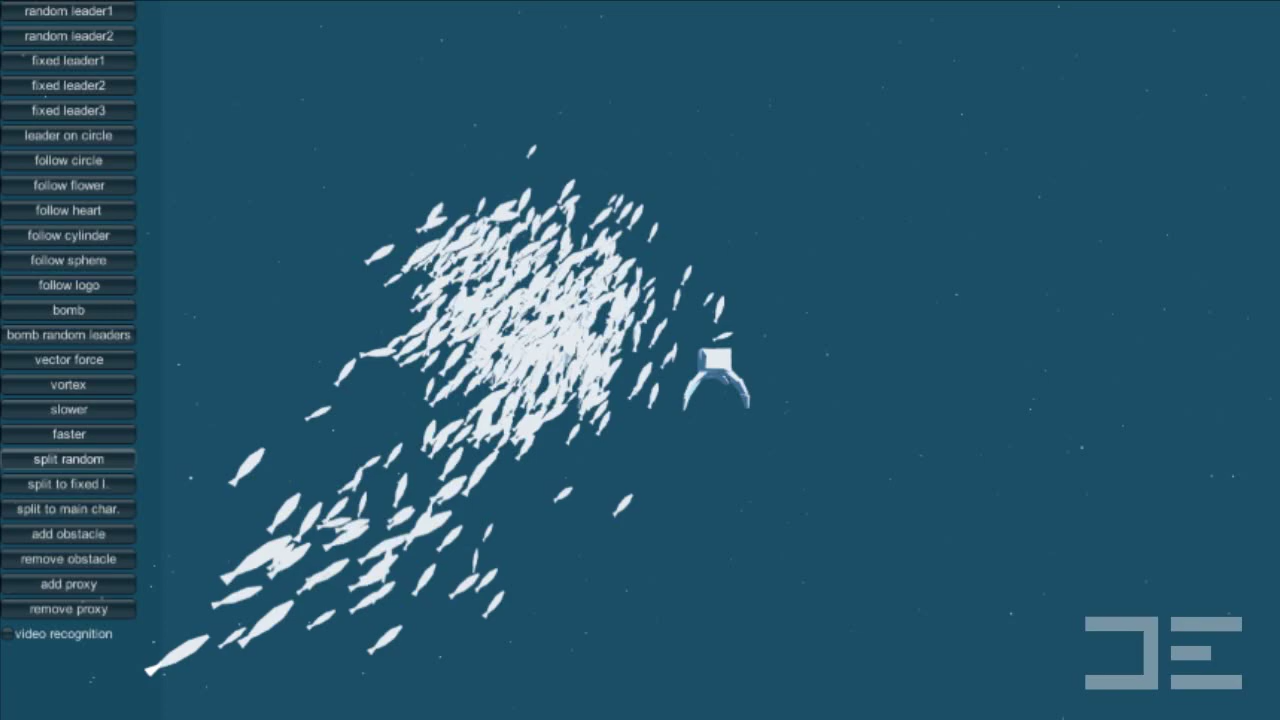 random leader1
random leader2
fixed leader1
fixed leader2
fixed leader3
leader on circle
follow circle
follow flower
follow heart
follow cylinder
follow sphere
follow logo
bomb
bomb random leaders
vector force
vortex
slower
faster
split random
split to fixed l.
split to main char.
add obstacle
remove obstacle
add proxy
remove proxy
video recognition